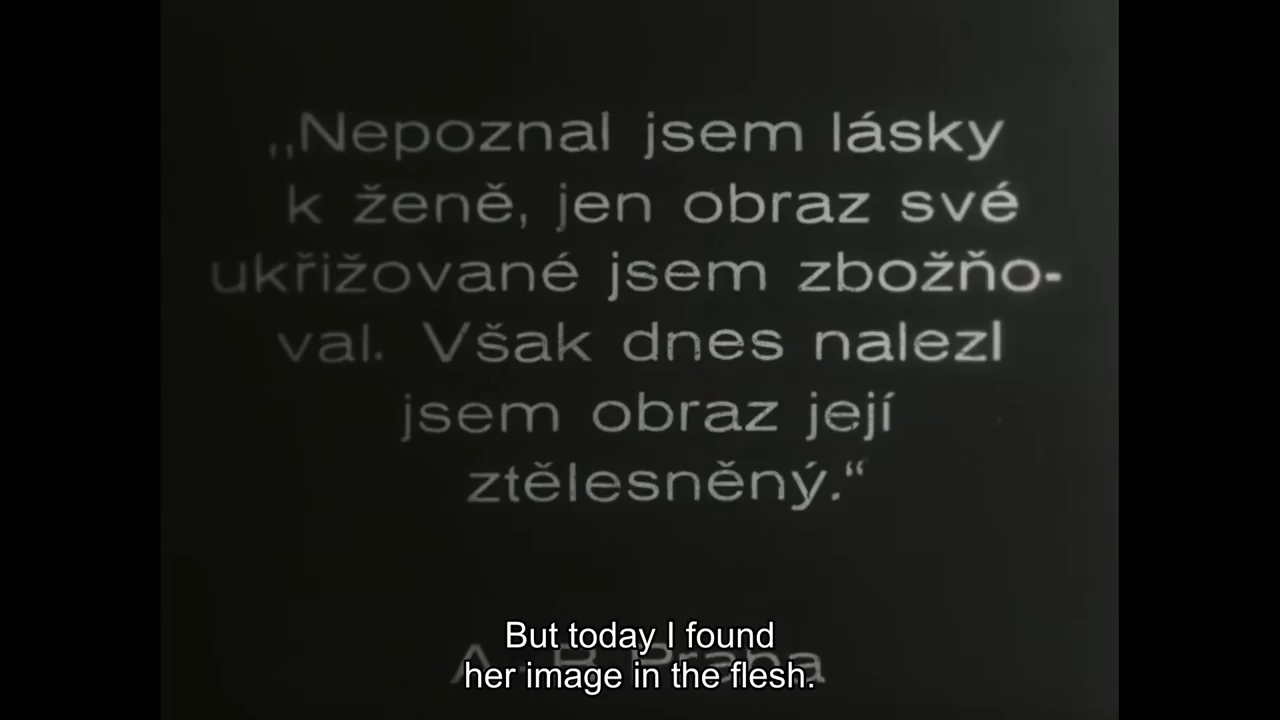 „Nepoznal jsem lásky
k ženě, jen obraz své
ukřižované jsem zbožňo-
val. Však dnes nalezl
jsem obraz její
ztělesněný.“
But today I found
A-B Praha
her image in the flesh.